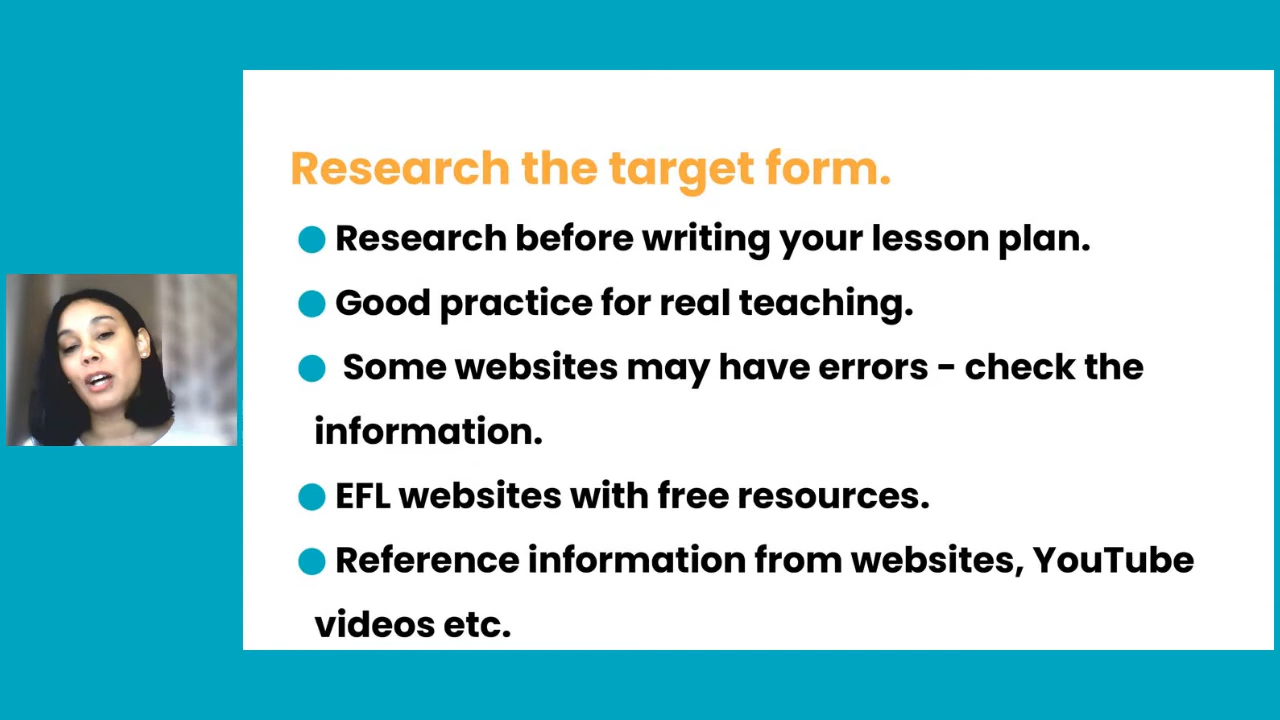 Research the target form.
● Research before writing your lesson plan.
● Good practice for real teaching.
● Some websites may have errors - check the
information.
● EFL websites with free resources.
● Reference information from websites, YouTube
videos etc.